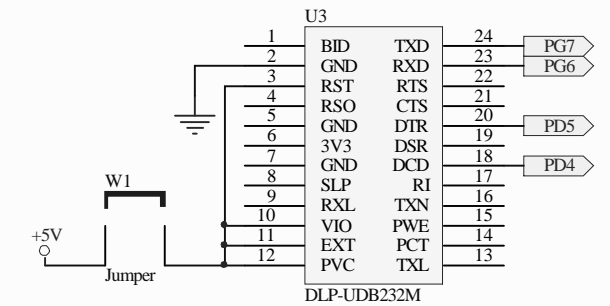 U3
1 BID TXD 24 PG7
2 GND RXD 23 PG6
3 RST RTS 22
4 RSO CTS 21
5 GND DTR 20 PD5
6 3V3 DSR 19
7 GND DCD 18 PD4
8 SLP RI 17
W1
9 RXL TXN 16
10 VIO PWE 15
+5V
11 EXT PCT 14
12 PVC TXL 13
Jumper
DLP-UDB232M